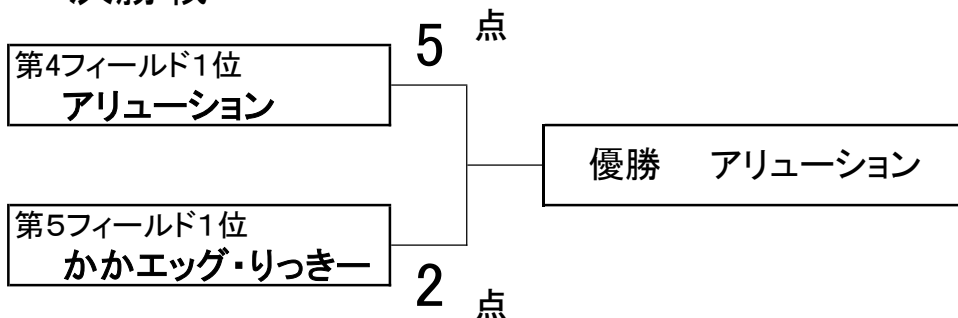 5 点
第4フィールド1位
アリューション
優勝 アリューション
第5フィールド1位
かかエッグ・りっきー
2 点